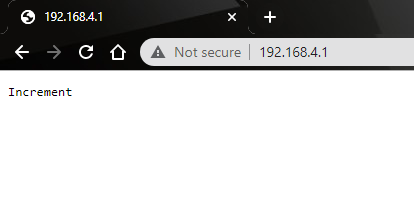 192.168.4.1
Not secure | 192.168.4.1
Increment